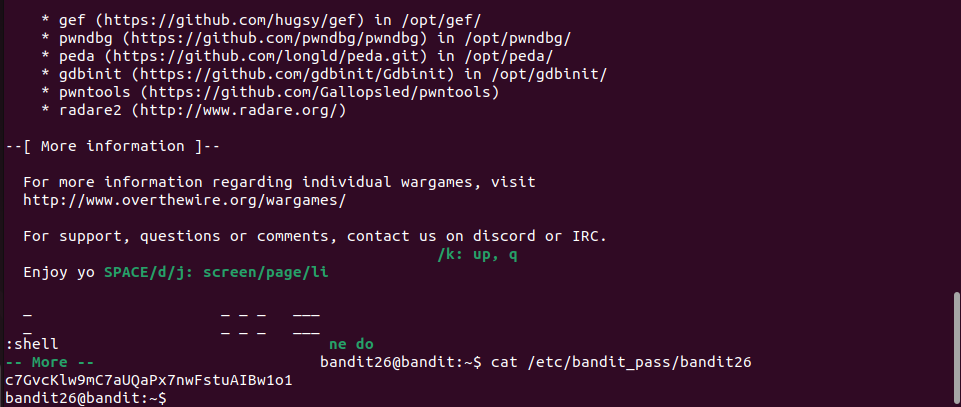 * gef (https://github.com/hugsy/gef) in /opt/gef/
* pwndbg (https://github.com/pwndbg/pwndbg) in /opt/pwndbg/
* peda (https://github.com/longld/peda.git) in /opt/peda/
* gdbinit (https://github.com/gdbinit/Gdbinit) in /opt/gdbinit/
* pwntools (https://github.com/Gallopsled/pwntools)
* radare2 (http://www.radare.org/)
--[ More information ]--
For more information regarding individual wargames, visit
http://www.overthewire.org/wargames/
For support, questions or comments, contact us on discord or IRC.
/k: up, q
Enjoy yo SPACE/d/j: screen/page/li
_ _ _ _ ___
_ _ _ _ ___
:shell ne do
-- More -- bandit26@bandit:~$ cat /etc/bandit_pass/bandit26
c7GvcKlw9mC7aUQaPx7nwFstuAIBw1o1
bandit26@bandit:~$